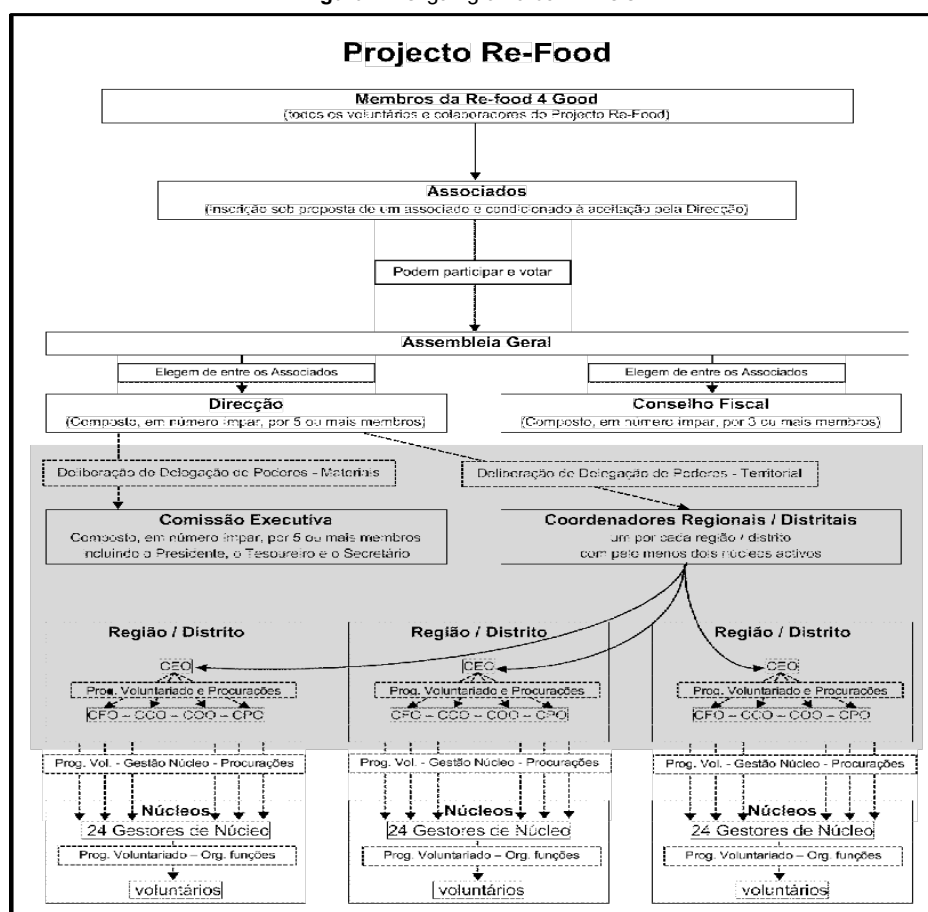 Projecto Re-Food
Membros da Re-food 4 Good
(todos os voluntários e colaboradores do Projecto Re-Food)
Associados
(inscrição sob proposta de um associado e condicionado à aceitação pela Direcção)
Podem participar e votar
Assembleia Geral
Elegem de entre os Associados
Elegem de entre os Associados
Direcção
(Composto, em número ímpar, por 5 ou mais membros)
Conselho Fiscal
(Composto, em número ímpar, por 3 ou mais membros)
Deliberação de Delegação de Poderes - Materiais
Deliberação de Delegação de Poderes - Territorial
Comissão Executiva
Composto, em número ímpar, por 5 ou mais membros
ncluindo o Presidente, o Tesoureiro e o Secretário
Coordenadores Regionais / Distritais
um por cada região / distrito
com pelo menos dois núcleos activos
Região / Distrito
Região / Distrito
Região / Distrito
CEO
CEO
CEO
Prog. Voluntariado e Procurações
Prog. Voluntariado e Procurações
Prog. Voluntariado e Procurações
CFO – CCO – COO – CPO
CFO – CCO – COO – CPO
CFO – CCO – COO – CPO
Prog. Vol. - Gestão Núcleo - Procurações
Prog. Vol. - Gestão Núcleo - Procurações
Prog. Vol. - Gestão Núcleo - Procurações
Núcleos
Núcleos
Núcleos
24 Gestores de Núcleo
24 Gestores de Núcleo
24 Gestores de Núcleo
Prog. Voluntariado – Org. funções
Prog. Voluntariado – Org. funções
Prog. Voluntariado – Org. funções
voluntários
voluntários
voluntários